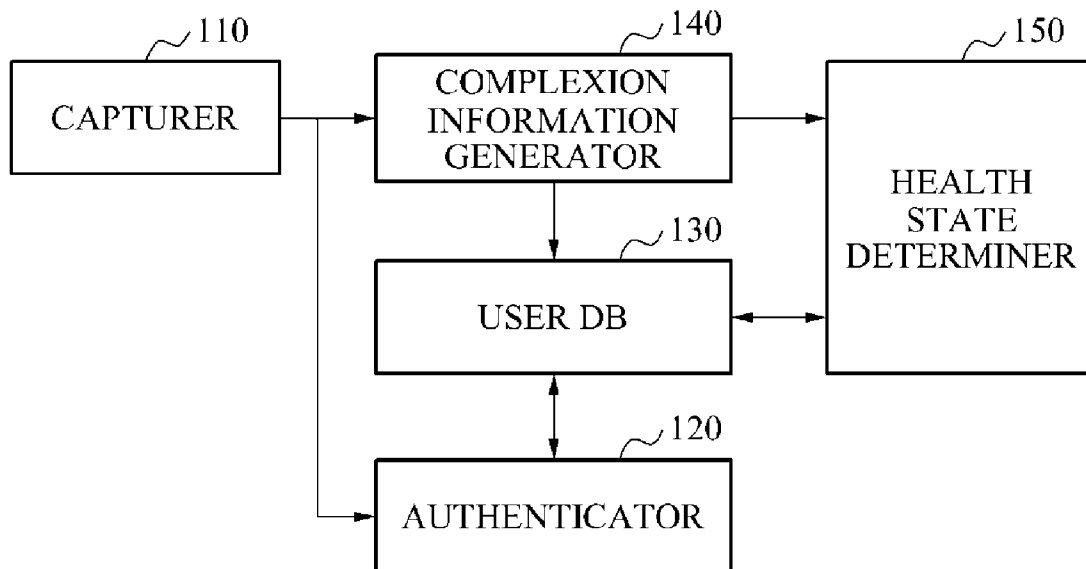 110
CAPTURER
140
COMPLEXION
INFORMATION
GENERATOR
150
HEALTH
STATE
DETERMINER
130
USER DB
120
AUTHENTICATOR